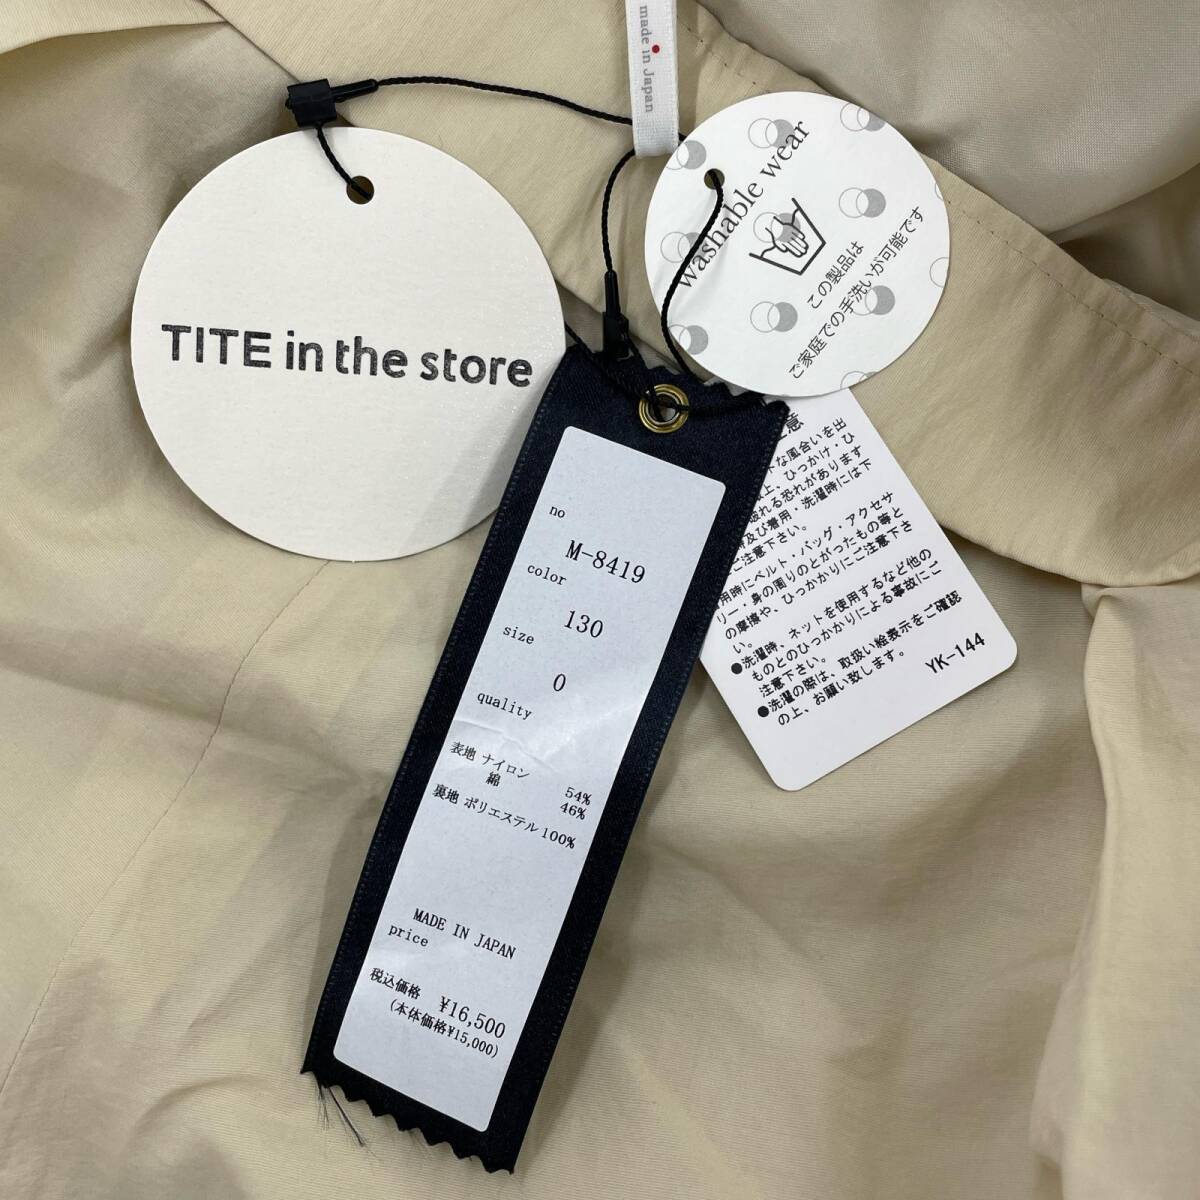 made in Japan
TITE in the store
washable wear
この製品は
ご家庭での手洗いが可能です
no
M-8419
color
130
size
0
quality
表地 ナイロン 54%
綿 46%
裏地 ポリエステル100%
MADE IN JAPAN
price
税込価格 ¥16,500
(本体価格¥15,000)
意
な風合いを出
上、ひっかけ・ひ
れる恐れがあります
及び着用・洗濯時には下
ご注意下さい。
用時にベルト・バッグ・アクセサ
リー・身の周りのとがったもの等と
の摩擦や、ひっかかりにご注意下さ
い。
●洗濯時、ネットを使用するなど他の
ものとのひっかかりによる事故にご
注意下さい。
●洗濯の際は、取扱い絵表示をご確認
の上、お願い致します。
YK-144